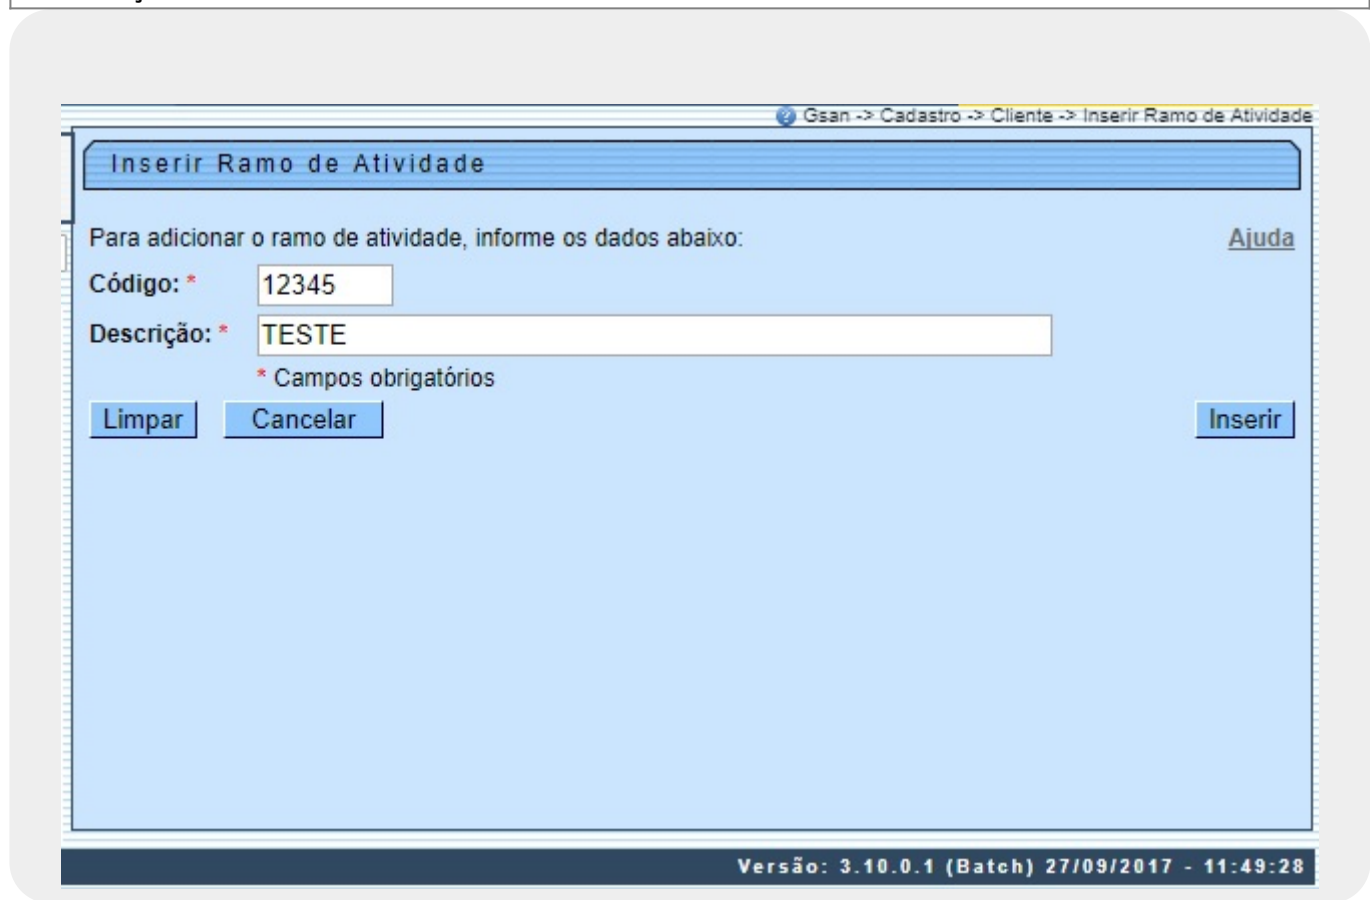 Gsan -> Cadastro -> Cliente -> Inserir Ramo de Atividade
Inserir Ramo de Atividade
Para adicionar o ramo de atividade, informe os dados abaixo:
Ajuda
Código: * 12345
Descrição: * TESTE
* Campos obrigatórios
Limpar Cancelar Inserir
Versão: 3.10.0.1 (Batch) 27/09/2017 - 11:49:28